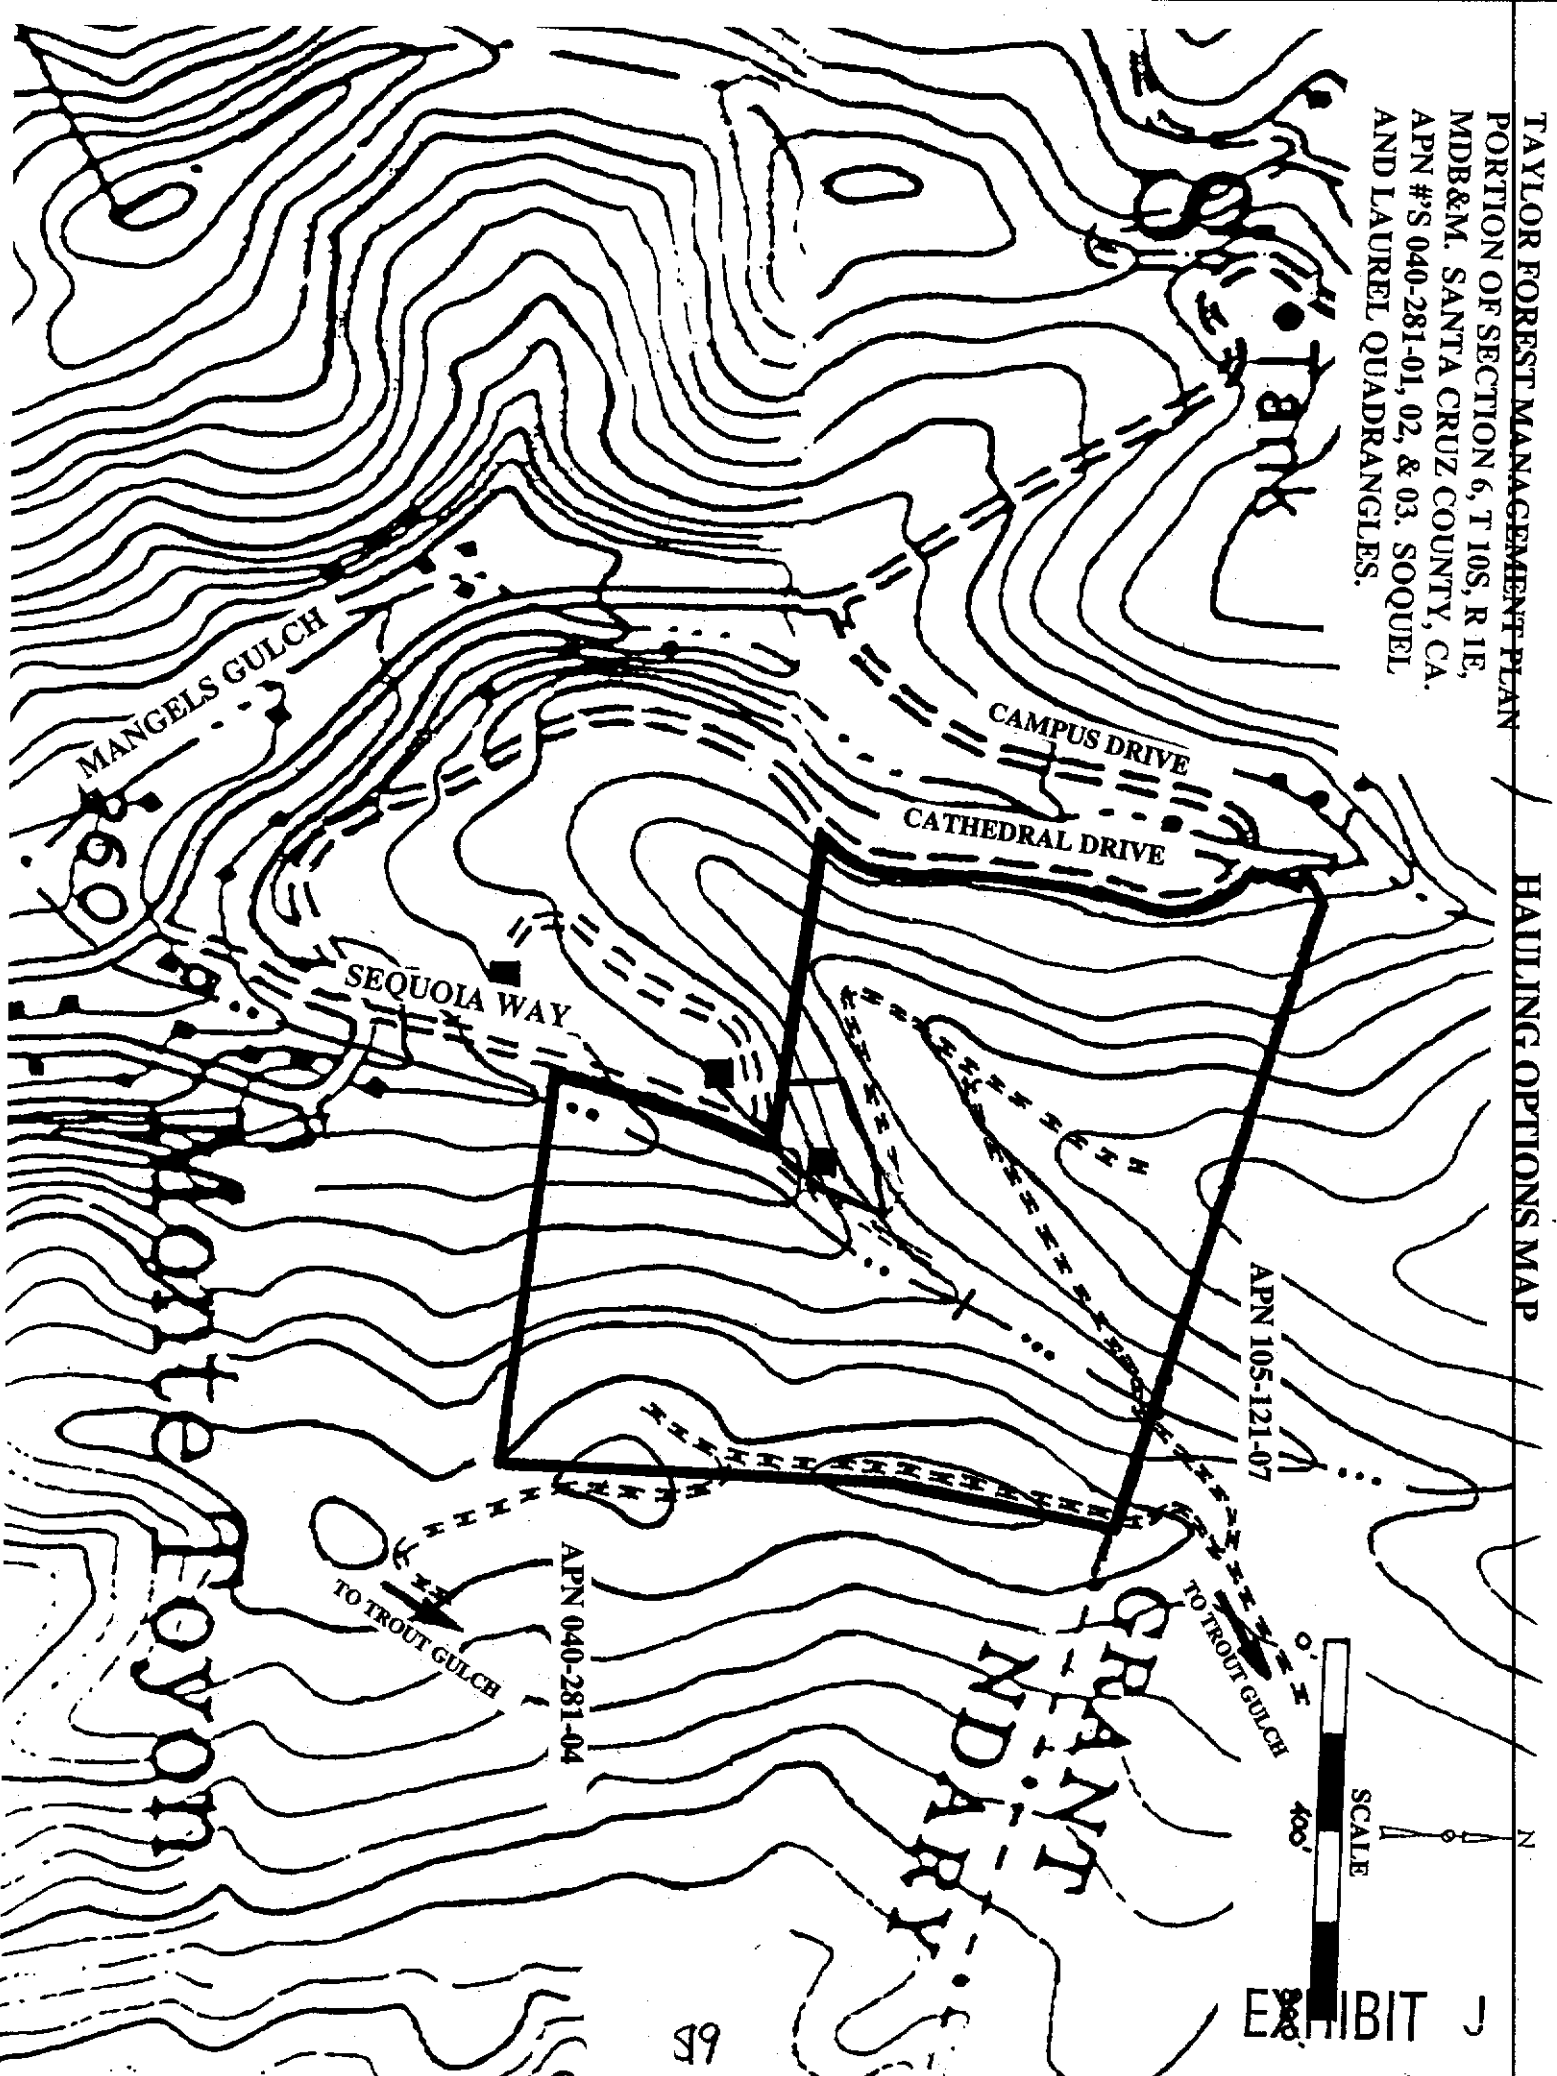 TAYLOR FOREST MANAGEMENT PLAN HAULING OPTIONS MAP
PORTION OF SECTION 6, T 10S, R 1E,
MDB&M. SANTA CRUZ COUNTY, CA.
APN #'S 040-281-01, 02, & 03. SOQUEL
AND LAUREL QUADRANGLES.
N
SCALE
0'
400'
800'
EXHIBIT J
Tank
CAMPUS DRIVE
CATHEDRAL DRIVE
APN 105-121-07
TO TROUT GULCH
GRANT
BOUNDARY
MANGELS GULCH
SEQUOIA WAY
APN 040-281-04
TO TROUT GULCH
Monte Toyon
519